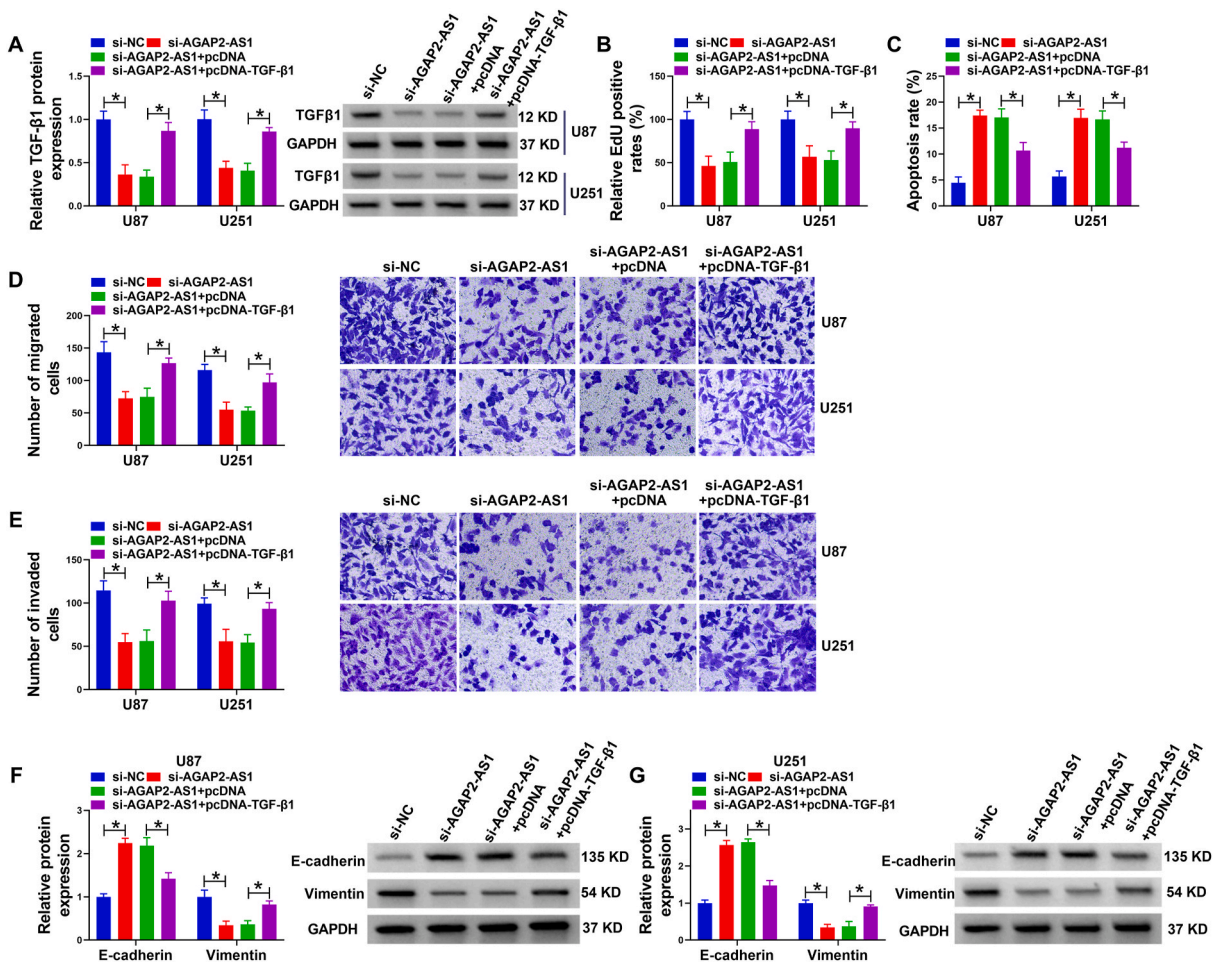 A
si-NC si-AGAP2-AS1
si-AGAP2-AS1+pcDNA
si-AGAP2-AS1+pcDNA-TGF-β1
Relative TGF-β1 protein
expression
1.5
1.0
0.5
0.0
* * * *
U87 U251
si-NC
si-AGAP2-AS1
si-AGAP2-AS1
+pcDNA
si-AGAP2-AS1
+pcDNA-TGF-β1
TGFβ1 12 KD
GAPDH 37 KD
U87
TGFβ1 12 KD
GAPDH 37 KD
U251
B
si-NC si-AGAP2-AS1
si-AGAP2-AS1+pcDNA
si-AGAP2-AS1+pcDNA-TGF-β1
Relative EdU positive
rates (%)
150
100
50
0
* * * *
U87 U251
C
si-NC si-AGAP2-AS1
si-AGAP2-AS1+pcDNA
si-AGAP2-AS1+pcDNA-TGF-β1
Apoptosis rate (%)
25
20
15
10
5
0
* * * *
U87 U251
D
si-NC si-AGAP2-AS1
si-AGAP2-AS1+pcDNA
si-AGAP2-AS1+pcDNA-TGF-β1
Number of migrated
cells
200
150
100
50
0
* * * *
U87 U251
si-NC
si-AGAP2-AS1
si-AGAP2-AS1
+pcDNA
si-AGAP2-AS1
+pcDNA-TGF-β1
U87
U251
E
si-NC si-AGAP2-AS1
si-AGAP2-AS1+pcDNA
si-AGAP2-AS1+pcDNA-TGF-β1
Number of invaded
cells
150
100
50
0
* * * *
U87 U251
si-NC
si-AGAP2-AS1
si-AGAP2-AS1
+pcDNA
si-AGAP2-AS1
+pcDNA-TGF-β1
U87
U251
F
U87
si-NC si-AGAP2-AS1
si-AGAP2-AS1+pcDNA
si-AGAP2-AS1+pcDNA-TGF-β1
Relative protein
expression
3
2
1
0
* * * *
E-cadherin Vimentin
si-NC
si-AGAP2-AS1
si-AGAP2-AS1
+pcDNA
si-AGAP2-AS1
+pcDNA-TGF-β1
E-cadherin 135 KD
Vimentin 54 KD
GAPDH 37 KD
G
U251
si-NC si-AGAP2-AS1
si-AGAP2-AS1+pcDNA
si-AGAP2-AS1+pcDNA-TGF-β1
Relative protein
expression
3
2
1
0
* * * *
E-cadherin Vimentin
si-NC
si-AGAP2-AS1
si-AGAP2-AS1
+pcDNA
si-AGAP2-AS1
+pcDNA-TGF-β1
E-cadherin 135 KD
Vimentin 54 KD
GAPDH 37 KD